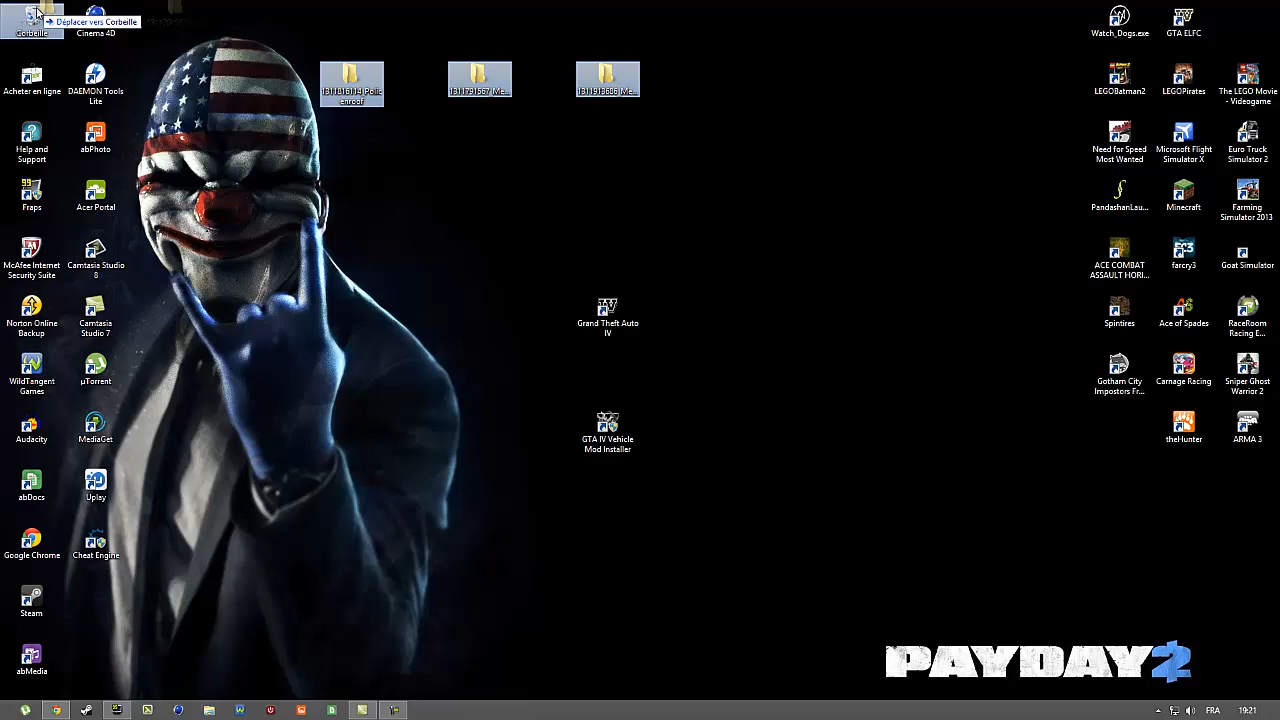 Déplacer vers Corbeille
Corbeille
Cinema 4D
Acheter en ligne
DAEMON Tools
Lite
Help and
Support
abPhoto
Fraps
Acer Portal
McAfee Internet
Security Suite
Camtasia Studio
8
Norton Online
Backup
Camtasia
Studio 7
WildTangent
Games
µTorrent
Audacity
MediaGet
abDocs
Uplay
Google Chrome
Cheat Engine
Steam
abMedia
1311016114_Polic
enroof
1311791567_Me...
1311913606_Me...
Grand Theft Auto
IV
GTA IV Vehicle
Mod Installer
Watch_Dogs.exe
GTA ELFC
LEGOBatman2
LEGOPirates
The LEGO Movie
- Videogame
Need for Speed
Most Wanted
Microsoft Flight
Simulator X
Euro Truck
Simulator 2
PandashanLau...
Minecraft
Farming
Simulator 2013
ACE COMBAT
ASSAULT HORI...
farcry3
Goat Simulator
Spintires
Ace of Spades
RaceRoom
Racing E...
Gotham City
Impostors Fr...
Carnage Racing
Sniper Ghost
Warrior 2
theHunter
ARMA 3
PAYDAY2
FRA
19:21